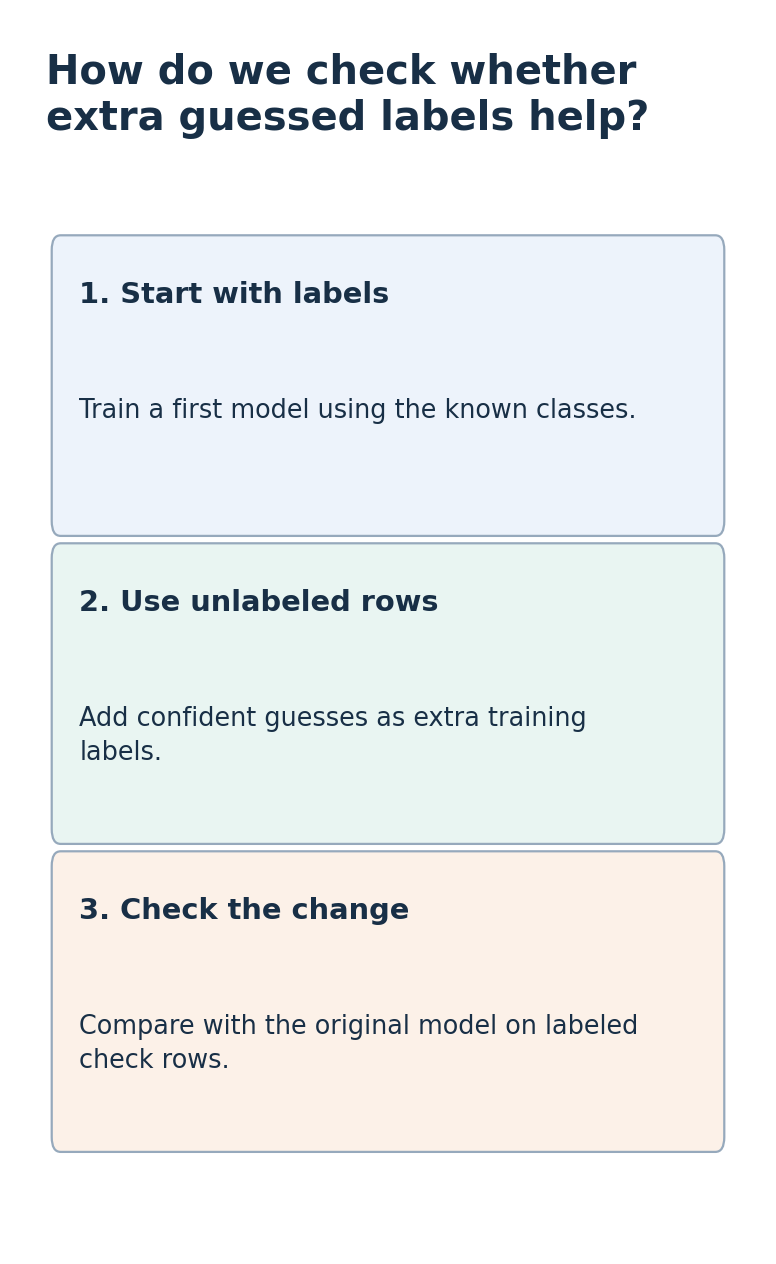 How do we check whether
extra guessed labels help?
1. Start with labels
Train a first model using the known classes.
2. Use unlabeled rows
Add confident guesses as extra training
labels.
3. Check the change
Compare with the original model on labeled
check rows.